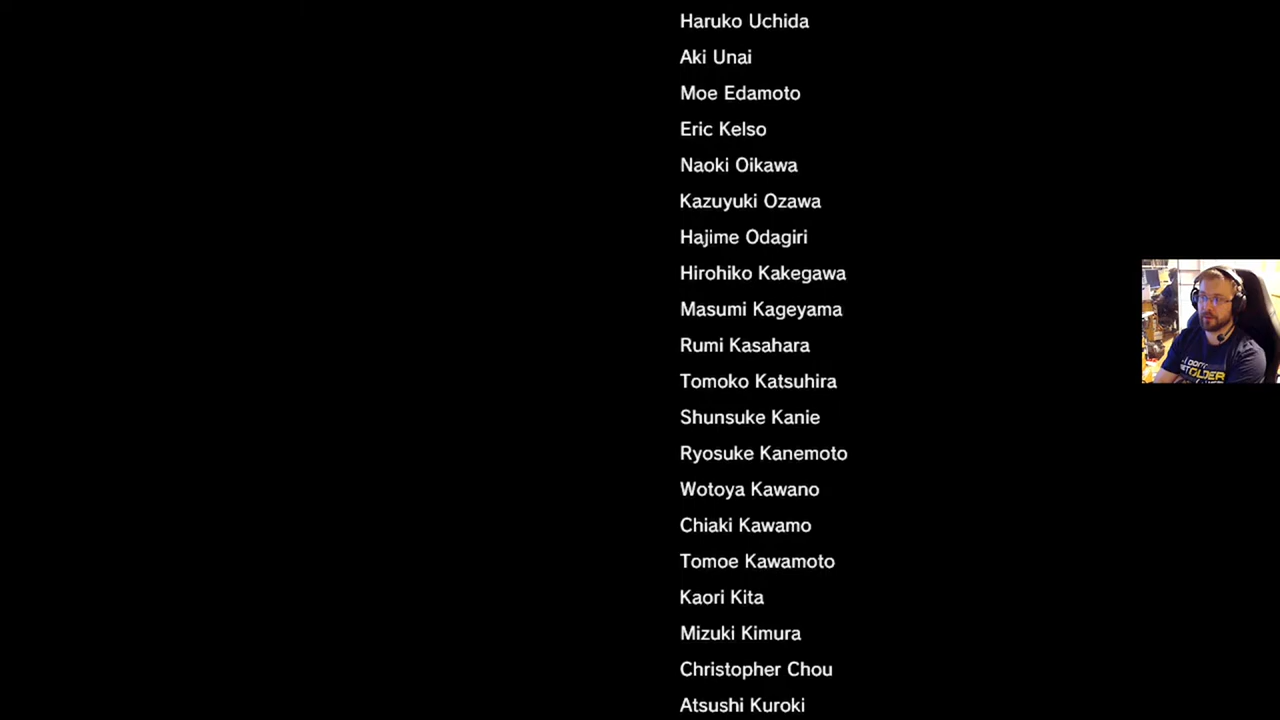 Haruko Uchida
Aki Unai
Moe Edamoto
Eric Kelso
Naoki Oikawa
Kazuyuki Ozawa
Hajime Odagiri
Hirohiko Kakegawa
Masumi Kageyama
Rumi Kasahara
Tomoko Katsuhira
Shunsuke Kanie
Ryosuke Kanemoto
Wotoya Kawano
Chiaki Kawamo
Tomoe Kawamoto
Kaori Kita
Mizuki Kimura
Christopher Chou
Atsushi Kuroki
I DON'T
OLDER